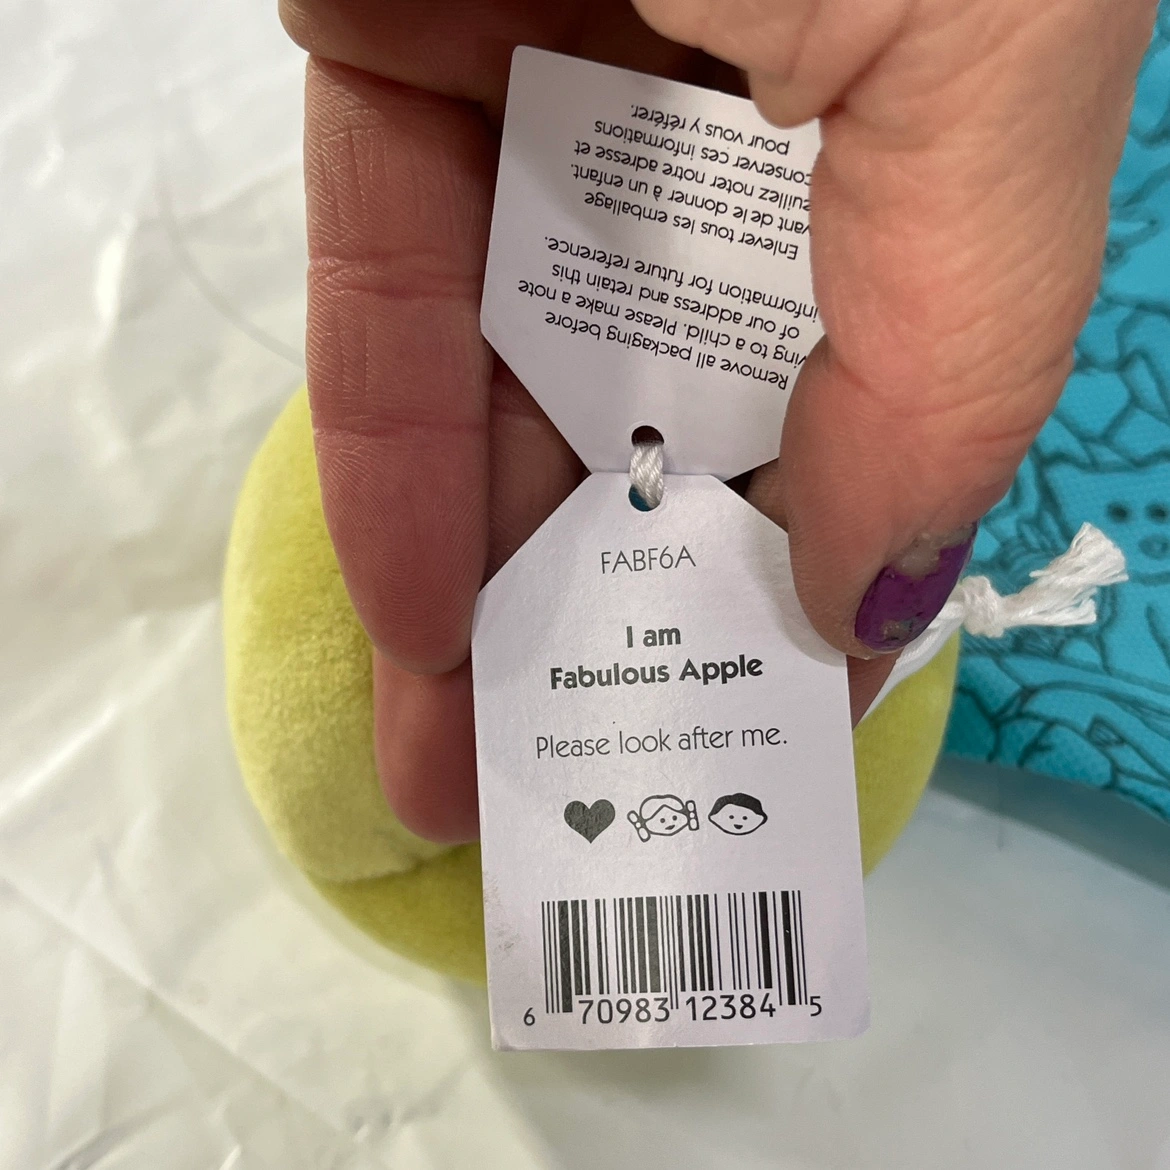 Remove all packaging before
ving to a child. Please make a note
of our address and retain this
information for future reference.
Enlever tous les emballage
vant de le donner à un enfant.
euillez noter notre adresse et
conserver ces informations
pour vous y référer.
FABF6A
I am
Fabulous Apple
Please look after me.
6 70983 12384 5